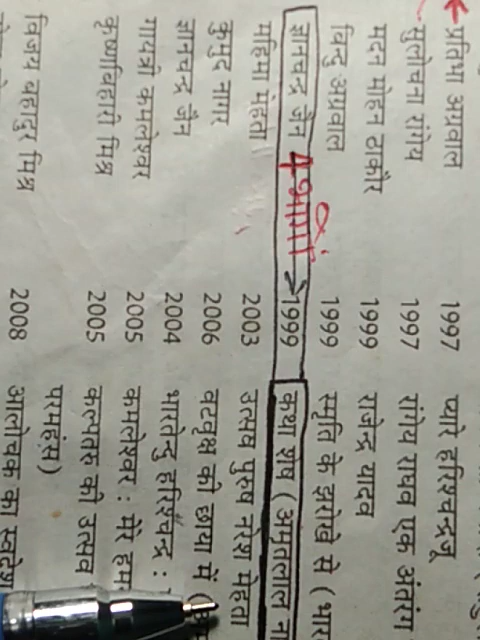 प्रतिभा अग्रवाल 1997 प्यारे हरिश्चन्द्रजू
सुलोचना रांगेय 1997 रांगेय राघव एक अंतरंग
मदन मोहन ठाकौर 1999 राजेन्द्र यादव
विन्दु अग्रवाल 1999 स्मृति के झरोखे से (भार
ज्ञानचन्द्र जैन 4 भागों → 1999 कथा शेष (अमृतलाल ना
महिमा मेहता 2003 उत्सव पुरुष नरेश मेहता
कुमुद नागर 2006 वटवृक्ष की छाया में
ज्ञानचन्द्र जैन 2004 भारतेन्दु हरिश्चन्द्र :
गायत्री कमलेश्वर 2005 कमलेश्वर : मेरे हम
कृष्णाविहारी मिश्र 2005 कल्पतरु की उत्सव
परमहंस)
विजय बहादुर मिश्र 2008 आलोचक का स्वदेश